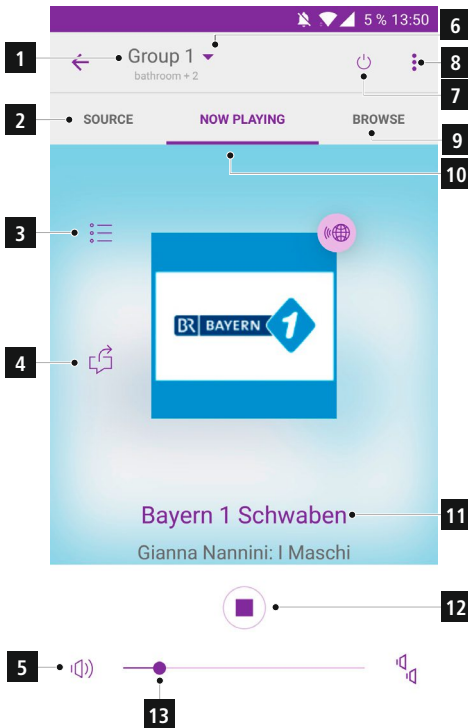 5 % 13:50
6
1
Group 1
8
bathroom + 2
7
2
SOURCE
NOW PLAYING
BROWSE
9
10
3
BR BAYERN 1
4
Bayern 1 Schwaben
11
Gianna Nannini: I Maschi
12
5
13